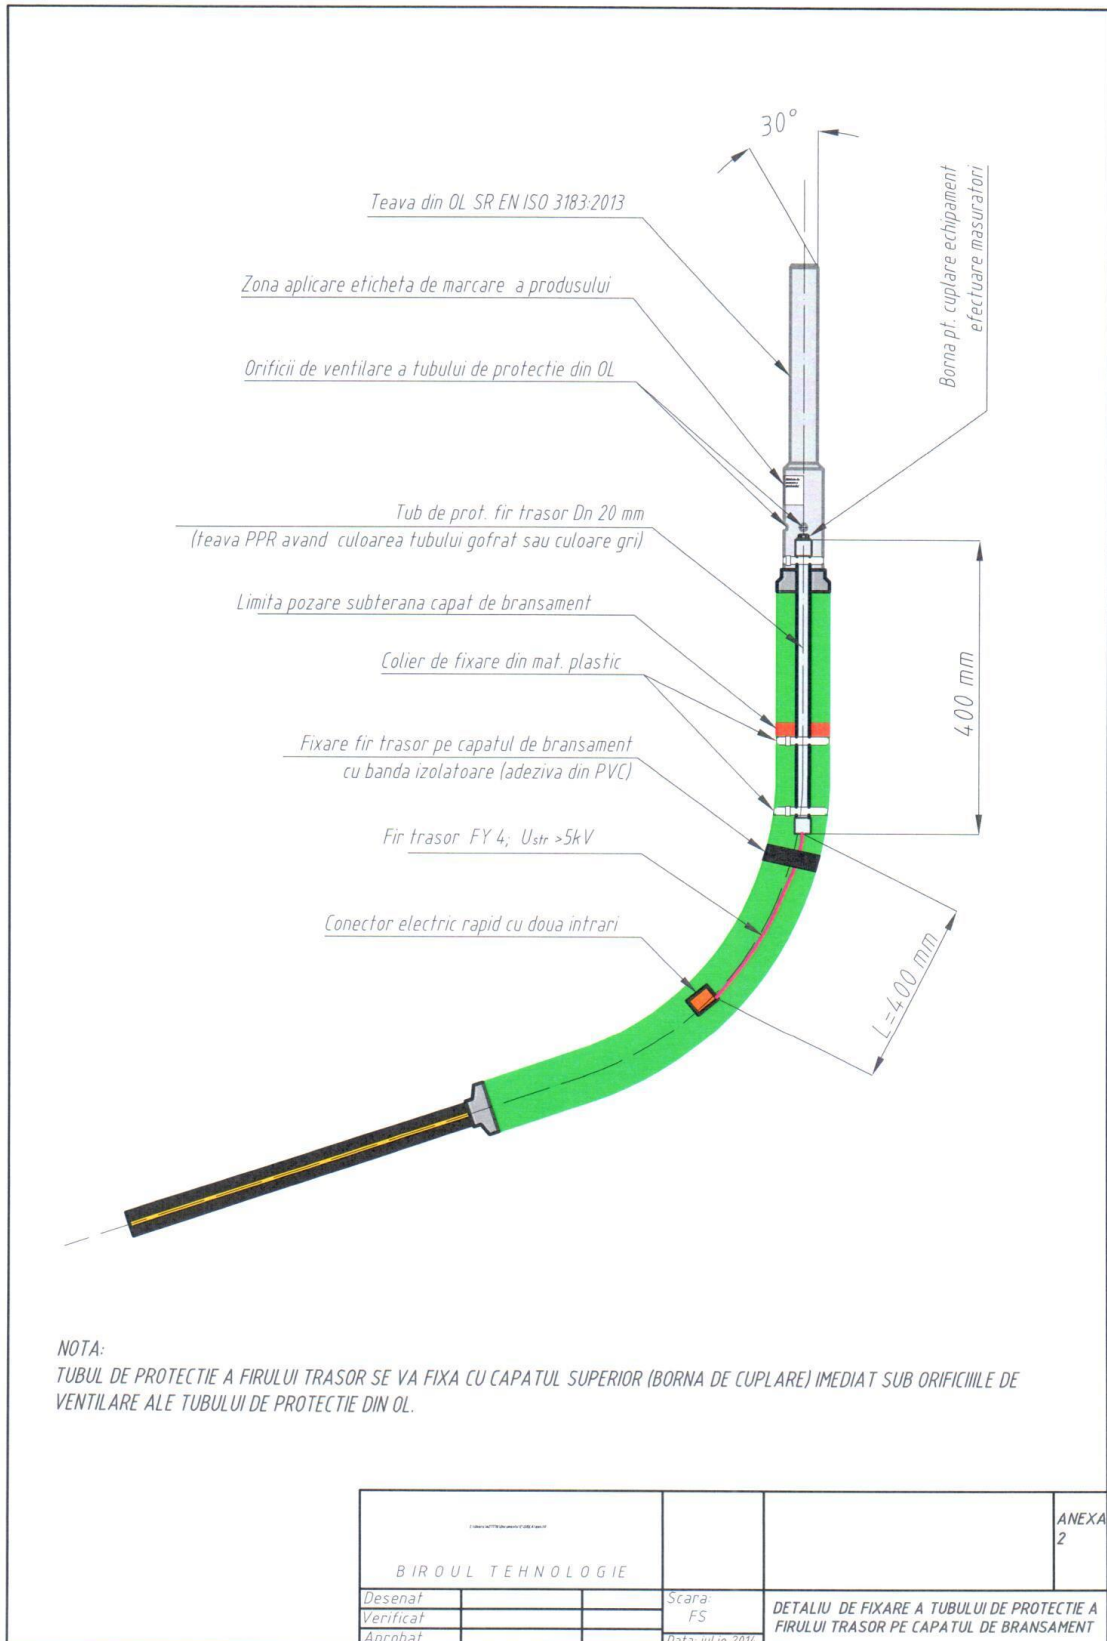 30°
Teava din OL SR EN ISO 3183:2013
Borna pt. cuplare echipament
efectuare masuratori
Zona aplicare eticheta de marcare a produsului
Orificii de ventilare a tubului de protectie din OL
Tub de prot. fir trasor Dn 20 mm
(teava PPR avand culoarea tubului gofrat sau culoare gri)
Limita pozare subterana capat de bransament
Colier de fixare din mat. plastic
400 mm
Fixare fir trasor pe capatul de bransament
cu banda izolatoare (adeziva din PVC)
Fir trasor FY 4; Ustr >5kV
Conector electric rapid cu doua intrari
L=400 mm
NOTA:
TUBUL DE PROTECTIE A FIRULUI TRASOR SE VA FIXA CU CAPATUL SUPERIOR (BORNA DE CUPLARE) IMEDIAT SUB ORIFICIILE DE
VENTILARE ALE TUBULUI DE PROTECTIE DIN OL.
BIROUL TEHNOLOGIE
ANEXA
2
Desenat
Verificat
Aprobat
Scara:
FS
Data: iulie 2014
DETALIU DE FIXARE A TUBULUI DE PROTECTIE A
FIRULUI TRASOR PE CAPATUL DE BRANSAMENT